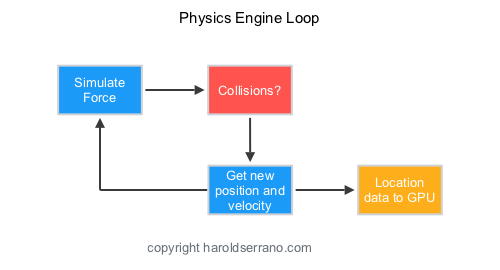 Physics Engine Loop
Simulate
Force
Collisions?
Get new
position and
velocity
Location
data to GPU
copyright haroldserrano.com